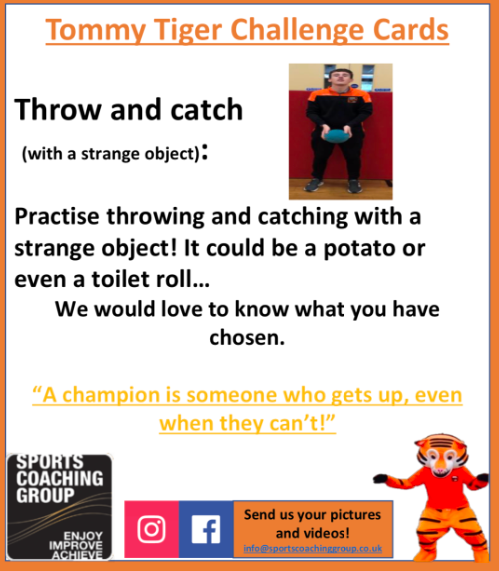 Tommy Tiger Challenge Cards
Throw and catch
(with a strange object):
Practise throwing and catching with a
strange object! It could be a potato or
even a toilet roll…
We would love to know what you have
chosen.
“A champion is someone who gets up, even
when they can’t!”
SPORTS
COACHING
GROUP
ENJOY
IMPROVE
ACHIEVE
Send us your pictures
and videos!
info@sportscoachinggroup.co.uk